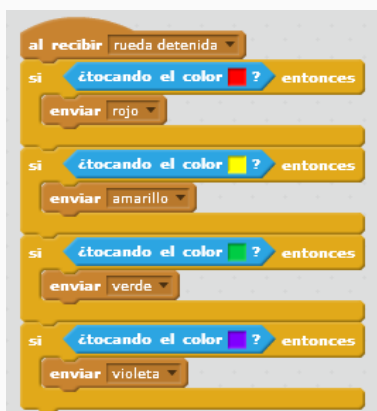 al recibir rueda detenida
si ¿tocando el color ? entonces
enviar rojo
si ¿tocando el color ? entonces
enviar amarillo
si ¿tocando el color ? entonces
enviar verde
si ¿tocando el color ? entonces
enviar violeta